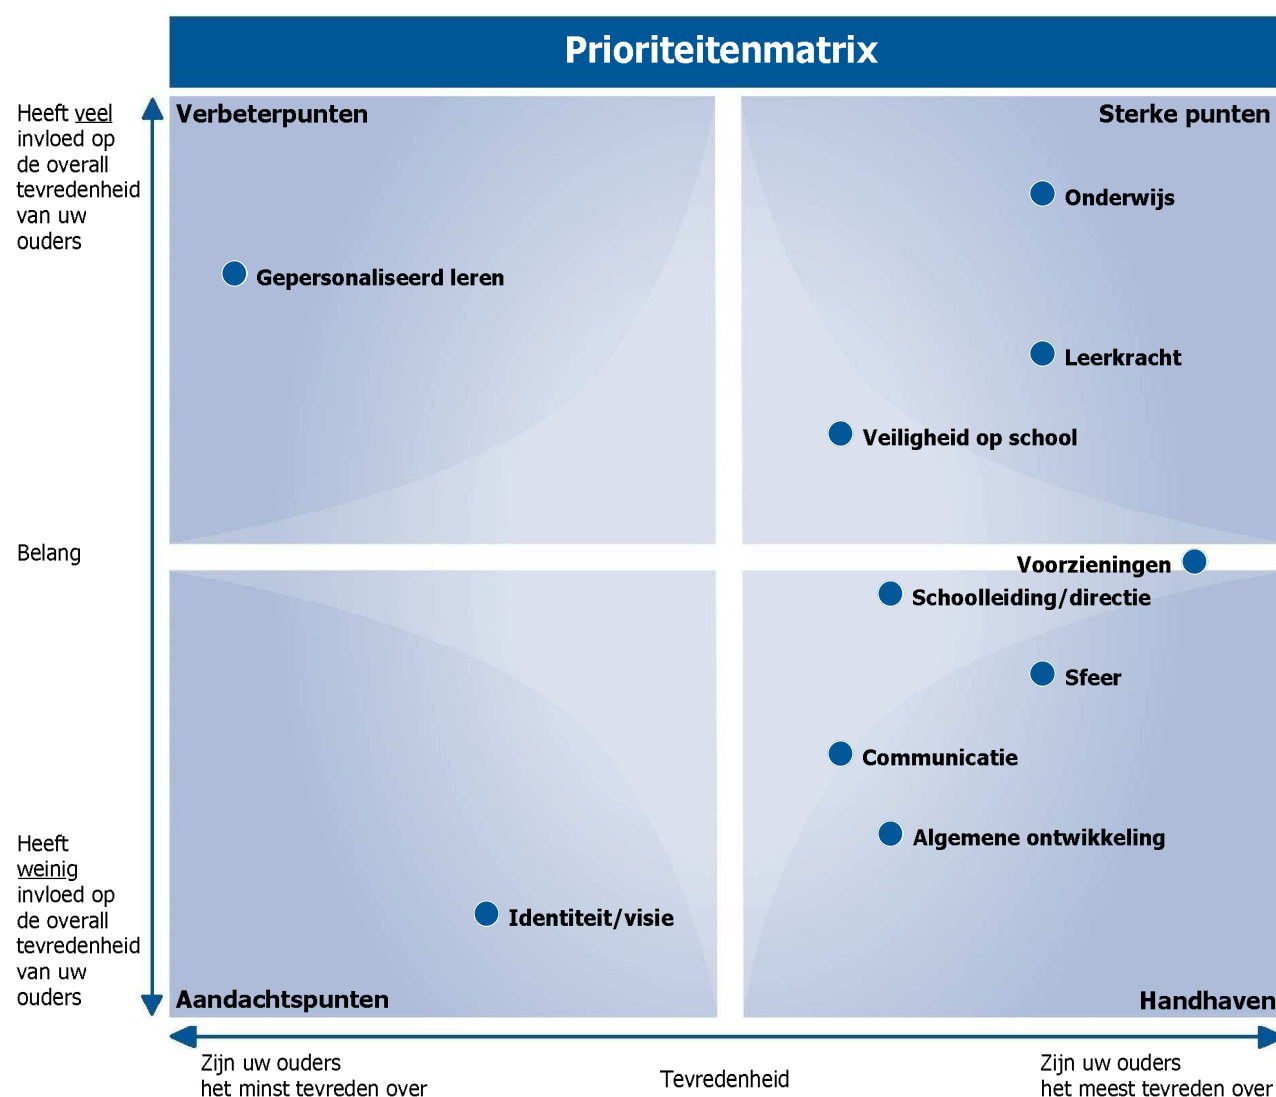 Prioriteitenmatrix
Heeft veel
invloed op
de overall
tevredenheid
van uw
ouders
Verbeterpunten
Sterke punten
Onderwijs
Gepersonaliseerd leren
Leerkracht
Veiligheid op school
Belang
Voorzieningen
Schoolleiding/directie
Sfeer
Communicatie
Algemene ontwikkeling
Heeft
weinig
invloed op
de overall
tevredenheid
van uw
ouders
Identiteit/visie
Aandachtspunten
Handhaven
Zijn uw ouders
het minst tevreden over
Tevredenheid
Zijn uw ouders
het meest tevreden over